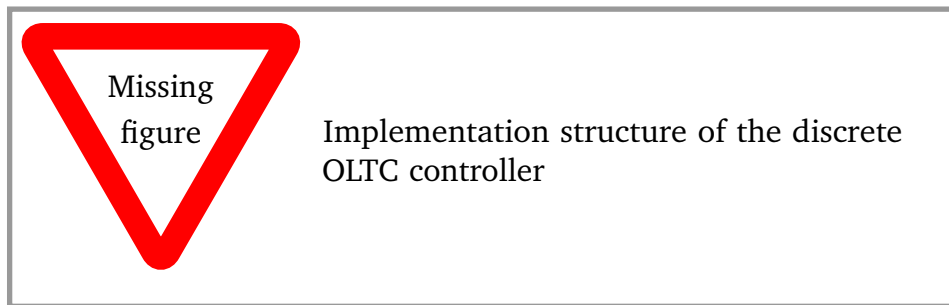 Missing
figure
Implementation structure of the discrete
OLTC controller